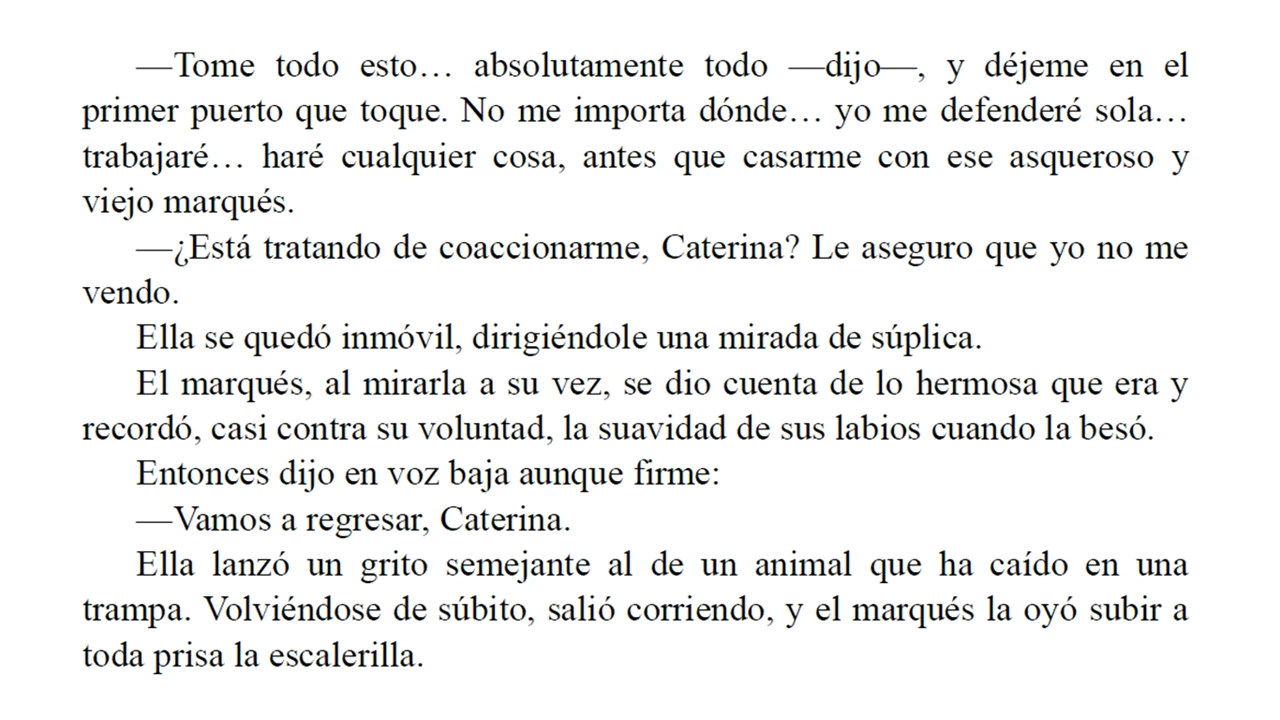 —Tome todo esto… absolutamente todo —dijo—, y déjeme en el
primer puerto que toque. No me importa dónde… yo me defenderé sola…
trabajaré… haré cualquier cosa, antes que casarme con ese asqueroso y
viejo marqués.
—¿Está tratando de coaccionarme, Caterina? Le aseguro que yo no me
vendo.
Ella se quedó inmóvil, dirigiéndole una mirada de súplica.
El marqués, al mirarla a su vez, se dio cuenta de lo hermosa que era y
recordó, casi contra su voluntad, la suavidad de sus labios cuando la besó.
Entonces dijo en voz baja aunque firme:
—Vamos a regresar, Caterina.
Ella lanzó un grito semejante al de un animal que ha caído en una
trampa. Volviéndose de súbito, salió corriendo, y el marqués la oyó subir a
toda prisa la escalerilla.